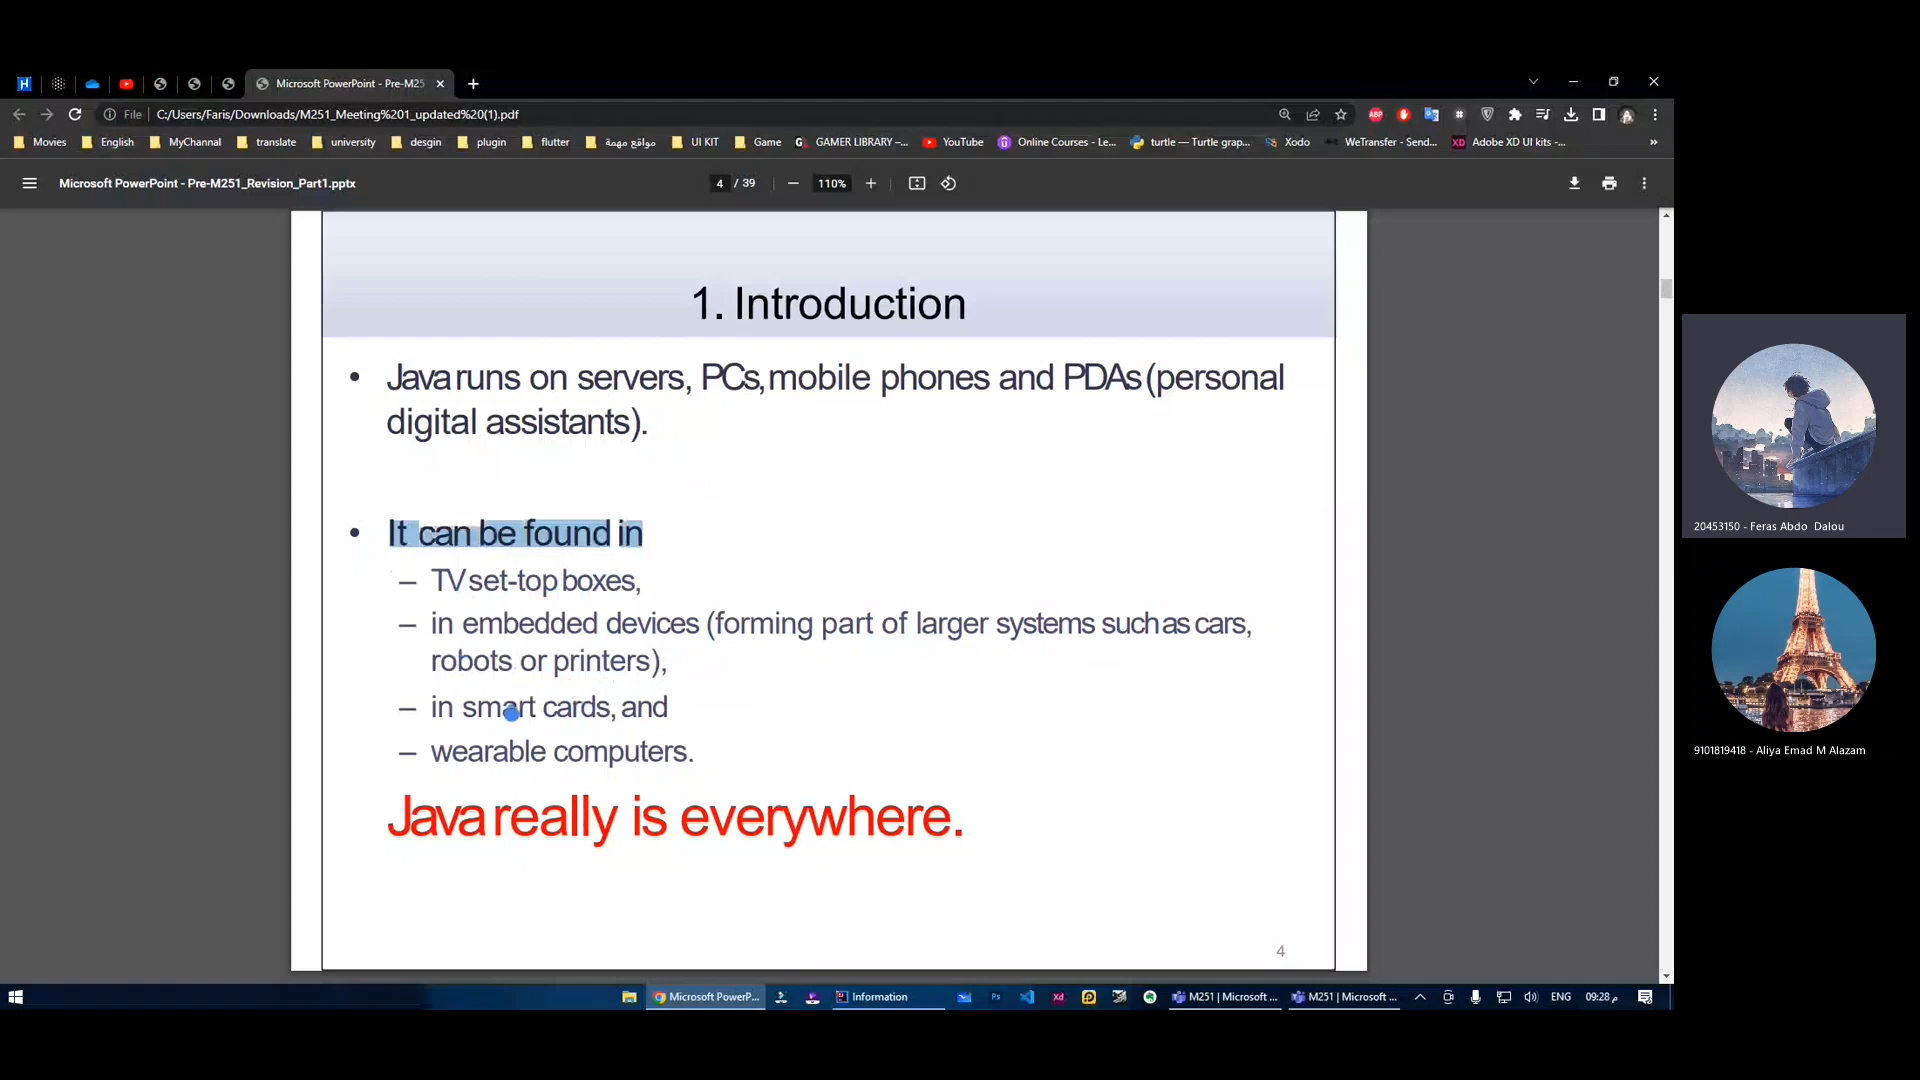 Microsoft PowerPoint - Pre-M25
File
C:/Users/Faris/Downloads/M251_Meeting%201_updated%20(1).pdf
Movies English MyChannel translate university desgin plugin flutter مواقع مهمة UI KIT Game GAMER LIBRARY –... YouTube Online Courses - Le... turtle — Turtle grap... Xodo WeTransfer - Send... Adobe XD UI kits -... »
Microsoft PowerPoint - Pre-M251_Revision_Part1.pptx
4 / 39 — 110% +
1. Introduction
• Java runs on servers, PCs, mobile phones and PDAs (personal
digital assistants).
• It can be found in
– TV set-top boxes,
– in embedded devices (forming part of larger systems such as cars,
robots or printers),
– in smart cards, and
– wearable computers.
Java really is everywhere.
4
20453150 - Feras Abdo Dalou
9101819418 - Aliya Emad M Alazam
Microsoft PowerP... Information Ps Xd M251 | Microsoft ... M251 | Microsoft ... ENG 09:28 م